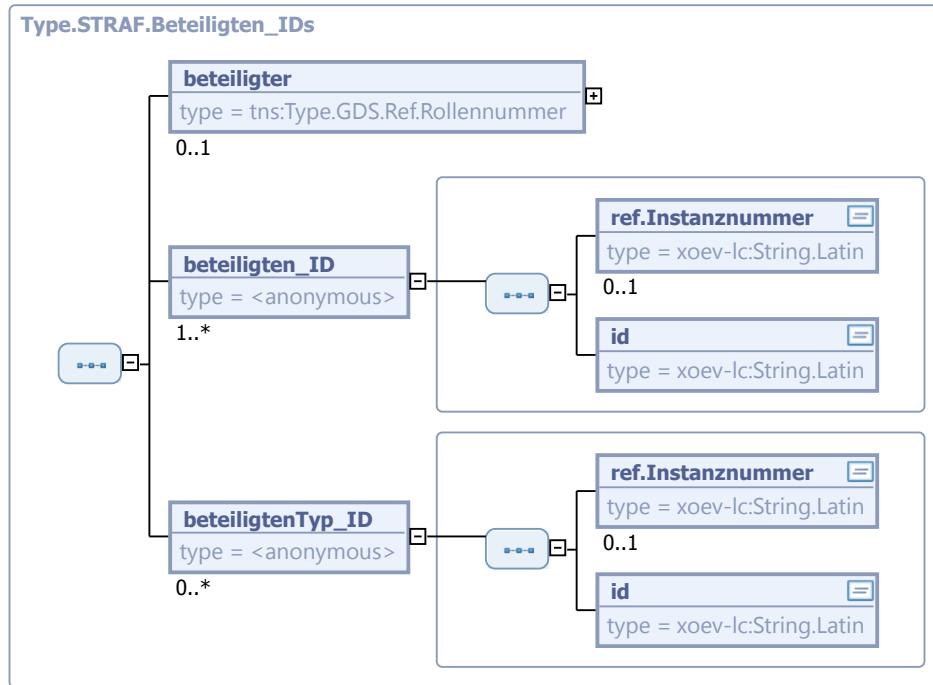 Type.STRAF.Beteiligten_IDs
beteiligter
type = tns:Type.GDS.Ref.Rollennummer
0..1
beteiligten_ID
type = <anonymous>
1..*
ref.Instanznummer
type = xoev-lc:String.Latin
0..1
id
type = xoev-lc:String.Latin
beteiligtenTyp_ID
type = <anonymous>
0..*
ref.Instanznummer
type = xoev-lc:String.Latin
0..1
id
type = xoev-lc:String.Latin